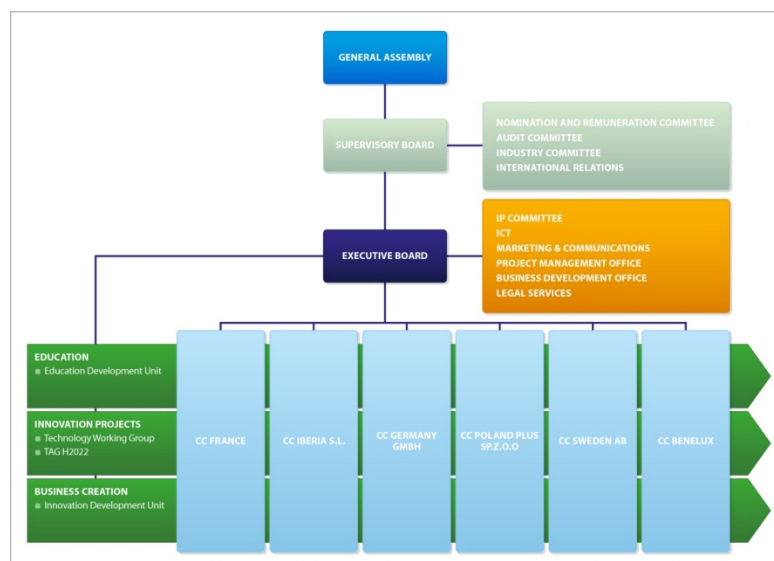 GENERAL ASSEMBLY
SUPERVISORY BOARD
NOMINATION AND REMUNERATION COMMITTEE
AUDIT COMMITTEE
INDUSTRY COMMITTEE
INTERNATIONAL RELATIONS
EXECUTIVE BOARD
IP COMMITTEE
ICT
MARKETING & COMMUNICATIONS
PROJECT MANAGEMENT OFFICE
BUSINESS DEVELOPMENT OFFICE
LEGAL SERVICES
EDUCATION
Education Development Unit
INNOVATION PROJECTS
Technology Working Group
TAG H2022
BUSINESS CREATION
Innovation Development Unit
CC FRANCE
CC IBERIA S.L.
CC GERMANY
GMBH
CC POLAND PLUS
SP.Z.O.O
CC SWEDEN AB
CC BENELUX